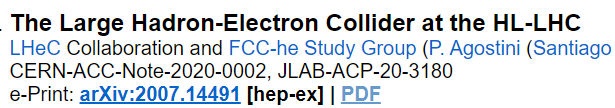 The Large Hadron-Electron Collider at the HL-LHC
LHeC Collaboration and FCC-he Study Group (P. Agostini (Santiago
CERN-ACC-Note-2020-0002, JLAB-ACP-20-3180
e-Print: arXiv:2007.14491 [hep-ex] | PDF